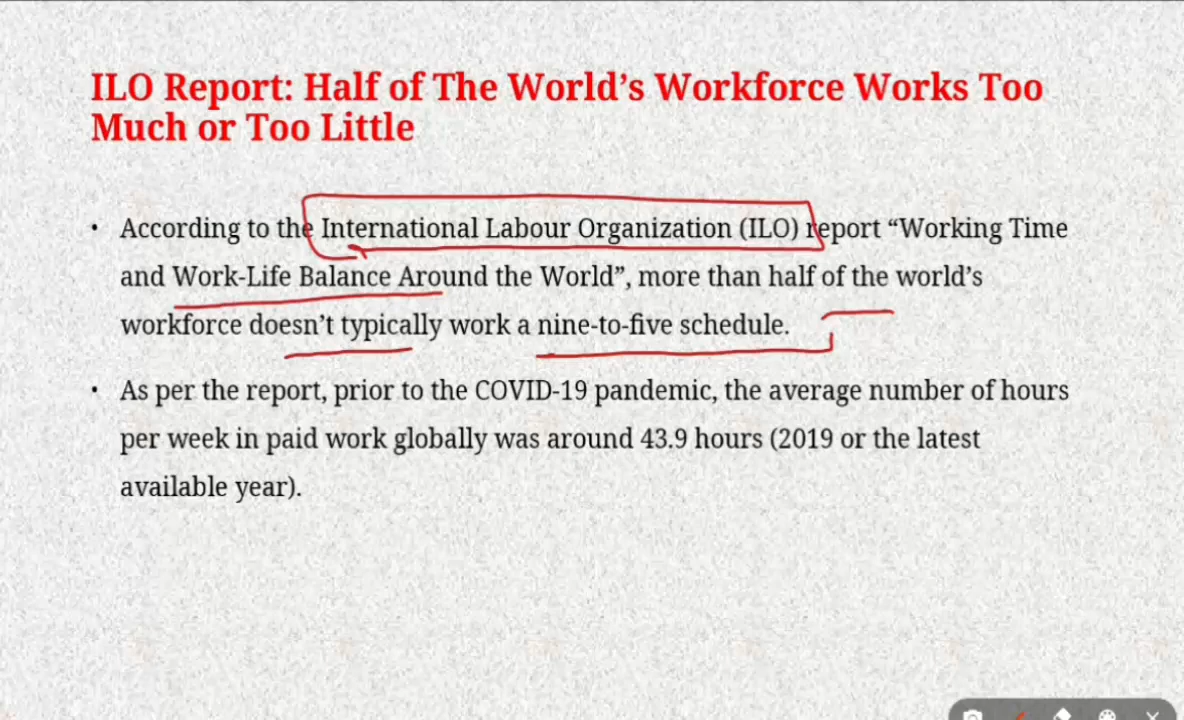 ILO Report: Half of The World’s Workforce Works Too
Much or Too Little
• According to the International Labour Organization (ILO) report “Working Time
and Work-Life Balance Around the World”, more than half of the world’s
workforce doesn’t typically work a nine-to-five schedule.
• As per the report, prior to the COVID-19 pandemic, the average number of hours
per week in paid work globally was around 43.9 hours (2019 or the latest
available year).